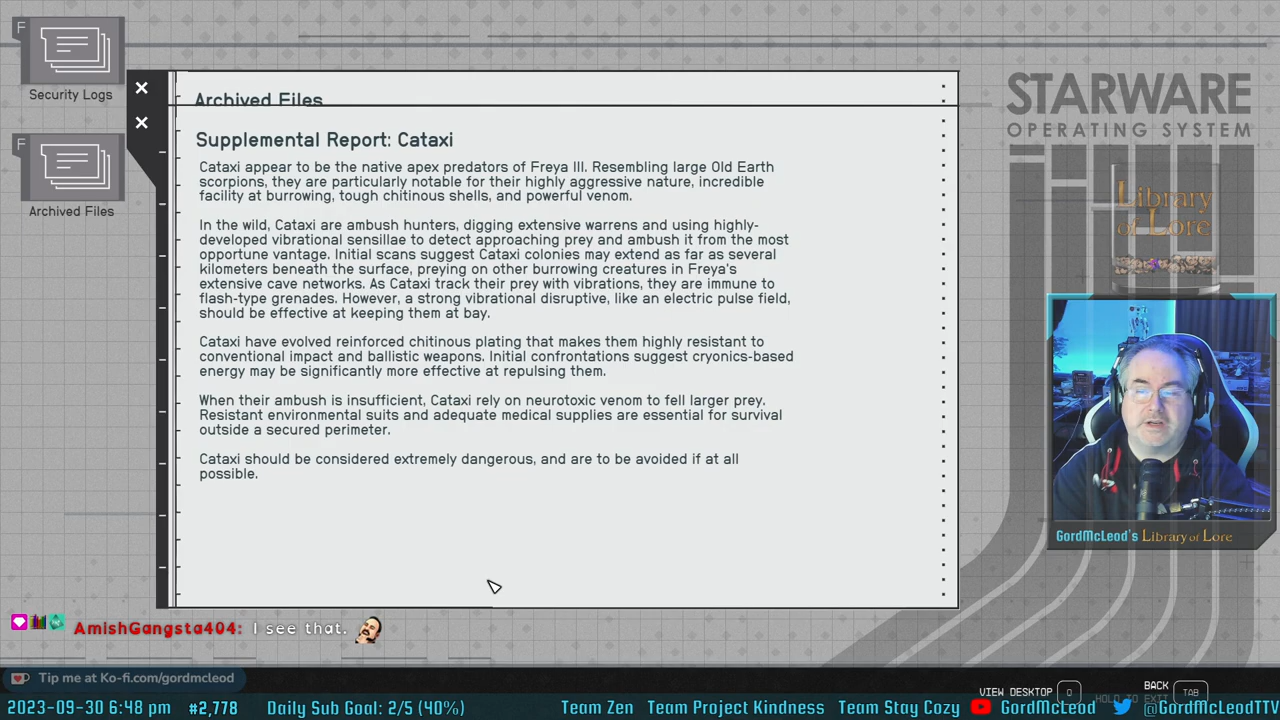 F
Security Logs
F
Archived Files
Archived Files
Supplemental Report: Cataxi
Cataxi appear to be the native apex predators of Freya III. Resembling large Old Earth
scorpions, they are particularly notable for their highly aggressive nature, incredible
facility at burrowing, tough chitinous shells, and powerful venom.
In the wild, Cataxi are ambush hunters, digging extensive warrens and using highly-
developed vibrational sensillae to detect approaching prey and ambush it from the most
opportune vantage. Initial scans suggest Cataxi colonies may extend as far as several
kilometers beneath the surface, preying on other burrowing creatures in Freya's
extensive cave networks. As Cataxi track their prey with vibrations, they are immune to
flash-type grenades. However, a strong vibrational disruptive, like an electric pulse field,
should be effective at keeping them at bay.
Cataxi have evolved reinforced chitinous plating that makes them highly resistant to
conventional impact and ballistic weapons. Initial confrontations suggest cryonics-based
energy may be significantly more effective at repulsing them.
When their ambush is insufficient, Cataxi rely on neurotoxic venom to fell larger prey.
Resistant environmental suits and adequate medical supplies are essential for survival
outside a secured perimeter.
Cataxi should be considered extremely dangerous, and are to be avoided if at all
possible.
STARWARE
OPERATING SYSTEM
Library
of Lore
GordMcLeod's Library of Lore
AmishGangsta404: I see that.
Tip me at Ko-fi.com/gordmcleod
VIEW DESKTOP Q
BACK TAB
HOLD TO EXIT
2023-09-30 6:48 pm #2,778 Daily Sub Goal: 2/5 (40%) Team Zen Team Project Kindness Team Stay Cozy GordMcLeod @GordMcLeodTTV